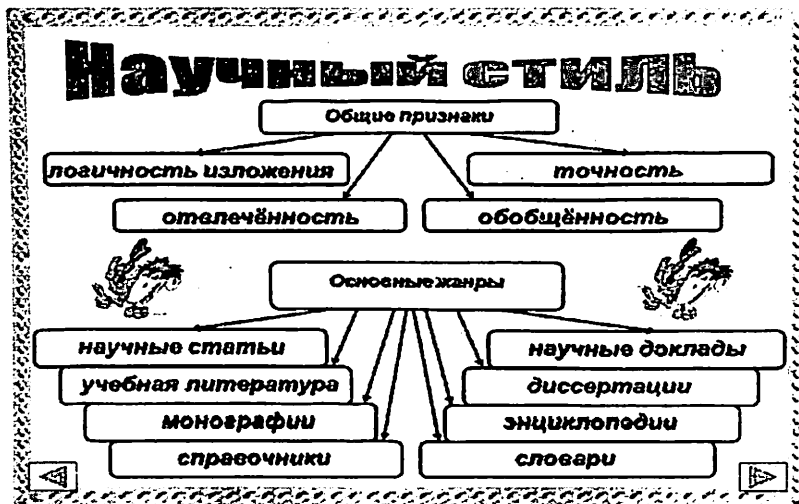 Научный стиль
Общие признаки
логичность изложения
точность
отвлечённость
обобщённость
Основные жанры
научные статьи
научные доклады
учебная литература
диссертации
монографии
энциклопедии
справочники
словари